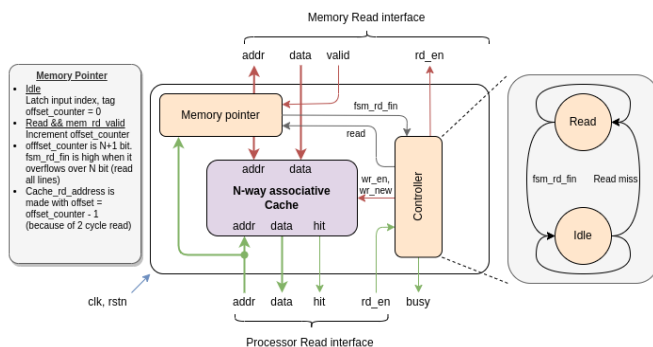 Memory Read interface
addr data valid rd_en
Memory Pointer
• Idle
Latch input index, tag
offset_counter = 0
• Read && mem_rd_valid
Increment offset_counter
• offfset_counter is N+1 bit.
fsm_rd_fin is high when it
overflows over N bit (read
all lines)
• Cache_rd_address is
made with offset =
offset_counter - 1
(because of 2 cycle read)
Memory pointer
fsm_rd_fin
read
addr data
N-way associative
Cache
wr_en,
wr_new
addr data hit
Controller
Read
fsm_rd_fin
Read miss
Idle
clk, rstn
addr data hit rd_en busy
Processor Read interface